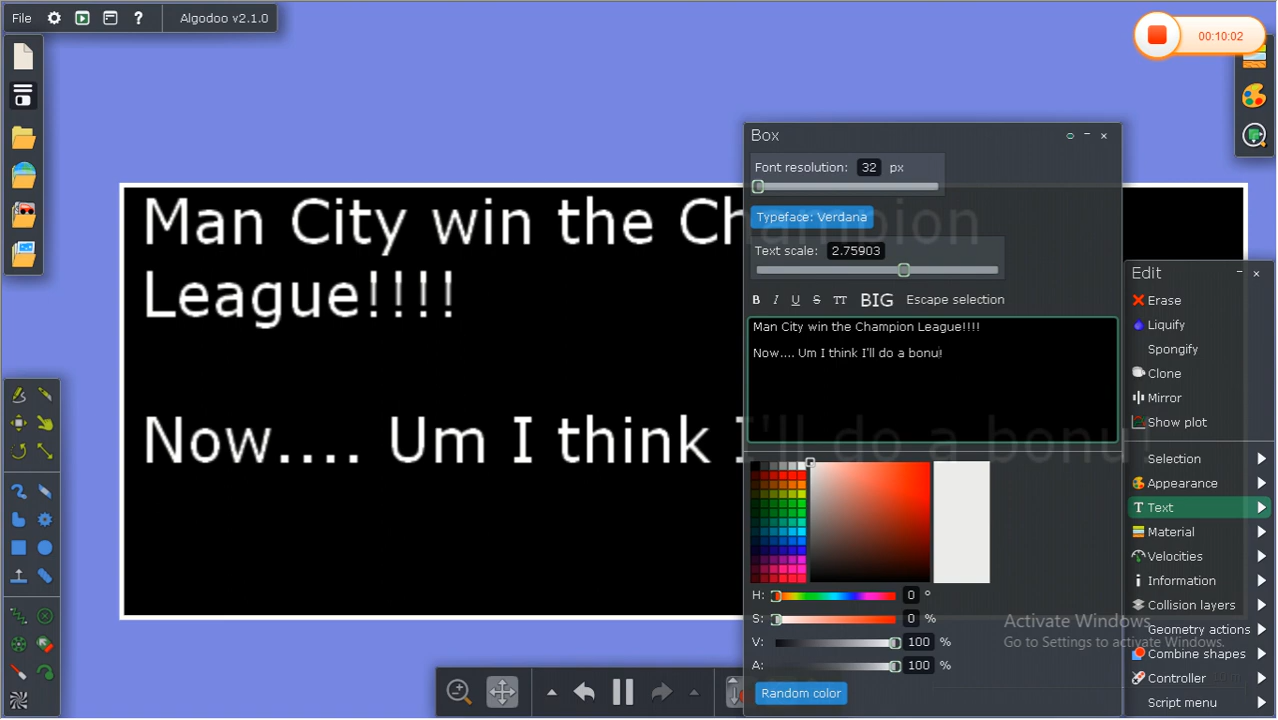 File
Algodoo v2.1.0
00:10:02
Man City win the Champion
League!!!!
Now.... Um I think I'll do a bonu!
Box
Font resolution: 32 px
Typeface: Verdana
Text scale: 2.75903
B I U S TT BIG Escape selection
Man City win the Champion League!!!!
Now.... Um I think I'll do a bonu!
H: 0 °
S: 0 %
V: 100 %
A: 100 %
Random color
Edit
Erase
Liquify
Spongify
Clone
Mirror
Show plot
Selection
Appearance
T Text
Material
Velocities
Information
Collision layers
Geometry actions
Combine shapes
Controller
Script menu
Activate Windows
Go to Settings to activate Windows.